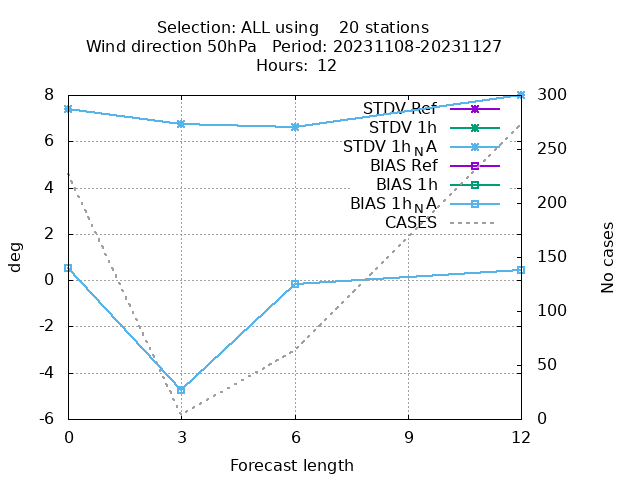 Selection: ALL using    20 stations
Wind direction 50hPa   Period: 20231108-20231127
Hours: 12
8 300
STDV Ref
STDV 1h
6 250
STDV 1h_N A
BIAS Ref
4 BIAS 1h
200
BIAS 1h_N A
CASES
2
150
deg No cases
0
100
-2
50
-4
-6 0
0 3 6 9 12
Forecast length